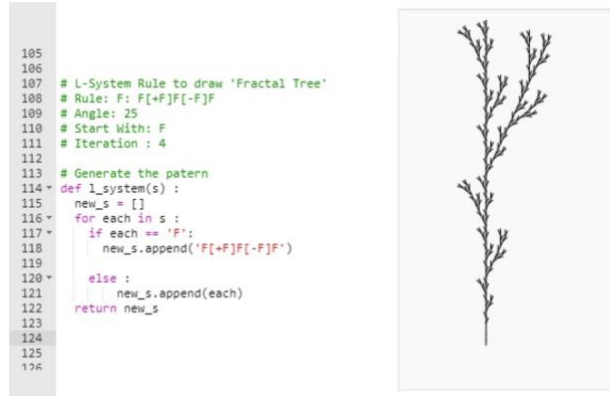 105
106
107 # L-System Rule to draw 'Fractal Tree'
108 # Rule: F: F[+F]F[-F]F
109 # Angle: 25
110 # Start With: F
111 # Iteration : 4
112
113 # Generate the patern
114 def l_system(s) :
115 new_s = []
116 for each in s :
117 if each == 'F':
118 new_s.append('F[+F]F[-F]F')
119
120 else :
121 new_s.append(each)
122 return new_s
123
124
125
126